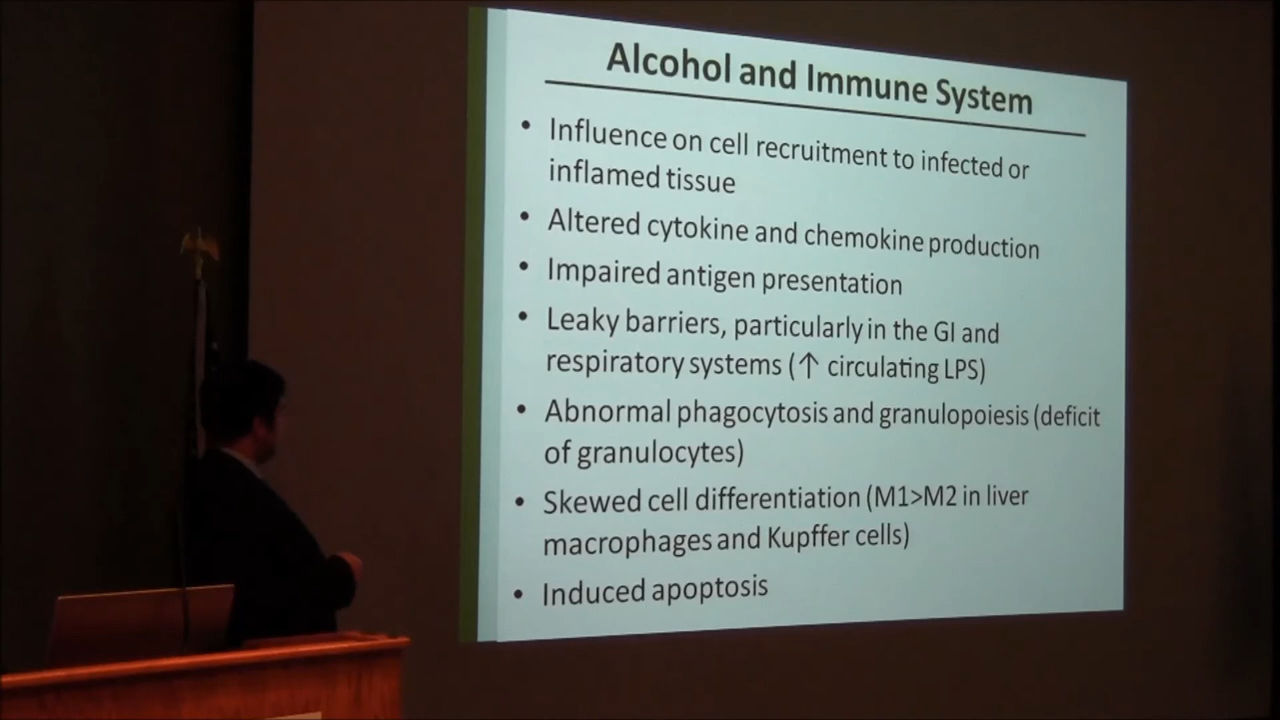 Alcohol and Immune System
• Influence on cell recruitment to infected or
inflamed tissue
• Altered cytokine and chemokine production
• Impaired antigen presentation
• Leaky barriers, particularly in the GI and
respiratory systems (↑ circulating LPS)
• Abnormal phagocytosis and granulopoiesis (deficit
of granulocytes)
• Skewed cell differentiation (M1>M2 in liver
macrophages and Kupffer cells)
• Induced apoptosis